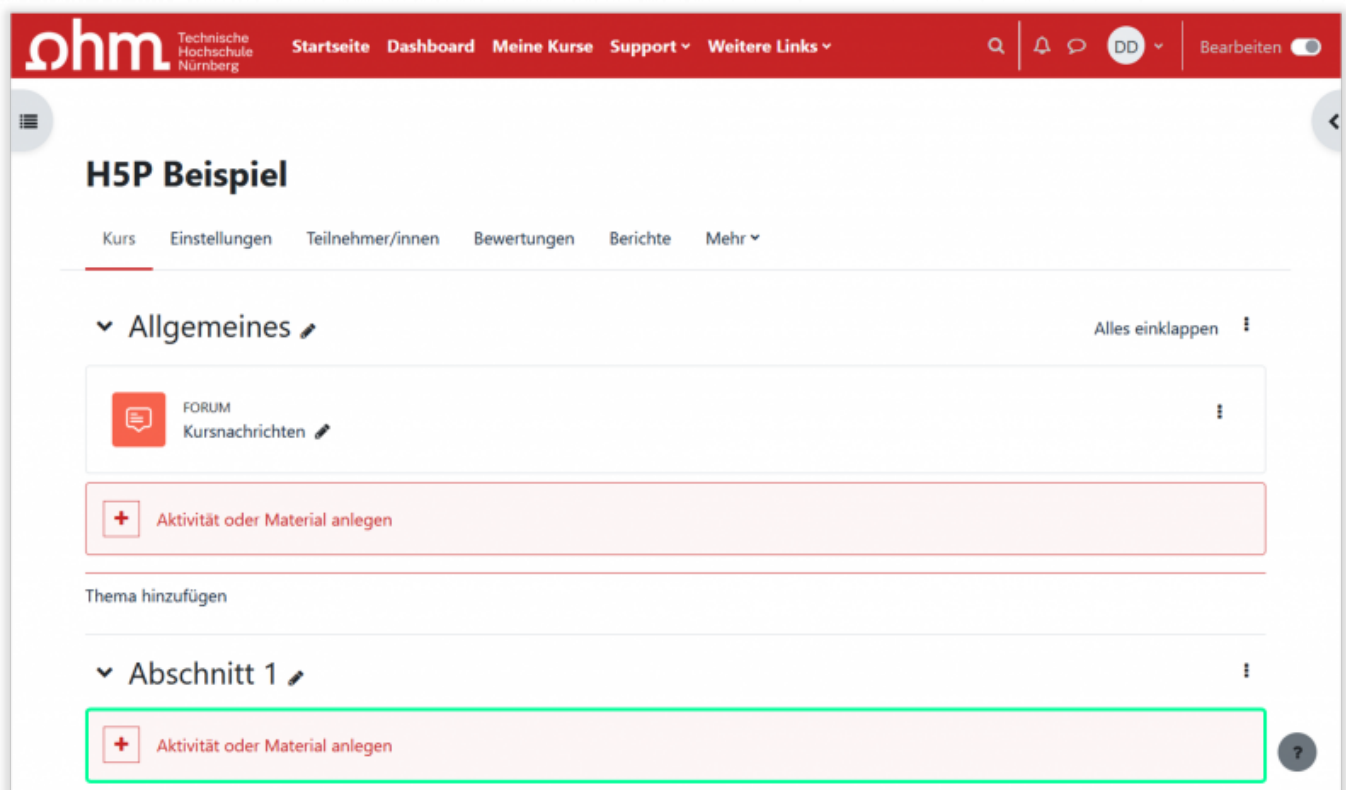 ohm
Technische
Hochschule
Nürnberg
Startseite Dashboard Meine Kurse Support Weitere Links DD Bearbeiten
H5P Beispiel
Kurs Einstellungen Teilnehmer/innen Bewertungen Berichte Mehr
Allgemeines Alles einklappen
FORUM
Kursnachrichten
+ Aktivität oder Material anlegen
Thema hinzufügen
Abschnitt 1
+ Aktivität oder Material anlegen
?